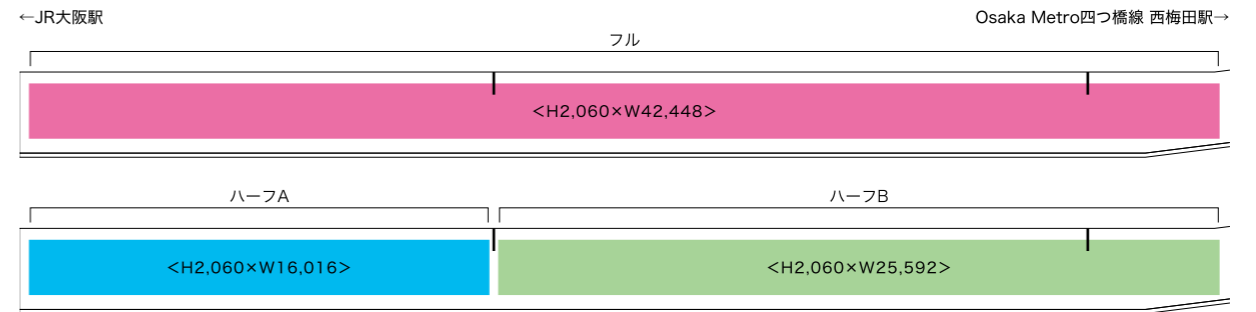 ←JR大阪駅
Osaka Metro四つ橋線 西梅田駅→
フル
<H2,060×W42,448>
ハーフA
ハーフB
<H2,060×W16,016>
<H2,060×W25,592>